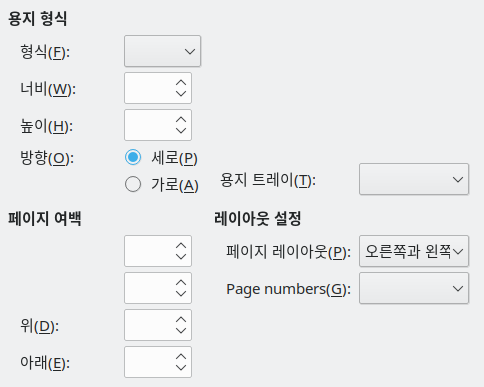 용지 형식
형식(F):
너비(W):
높이(H):
방향(O):
세로(P)
가로(A)
용지 트레이(T):
페이지 여백
레이아웃 설정
페이지 레이아웃(P):
오른쪽과 왼쪽
Page numbers(G):
위(D):
아래(E):